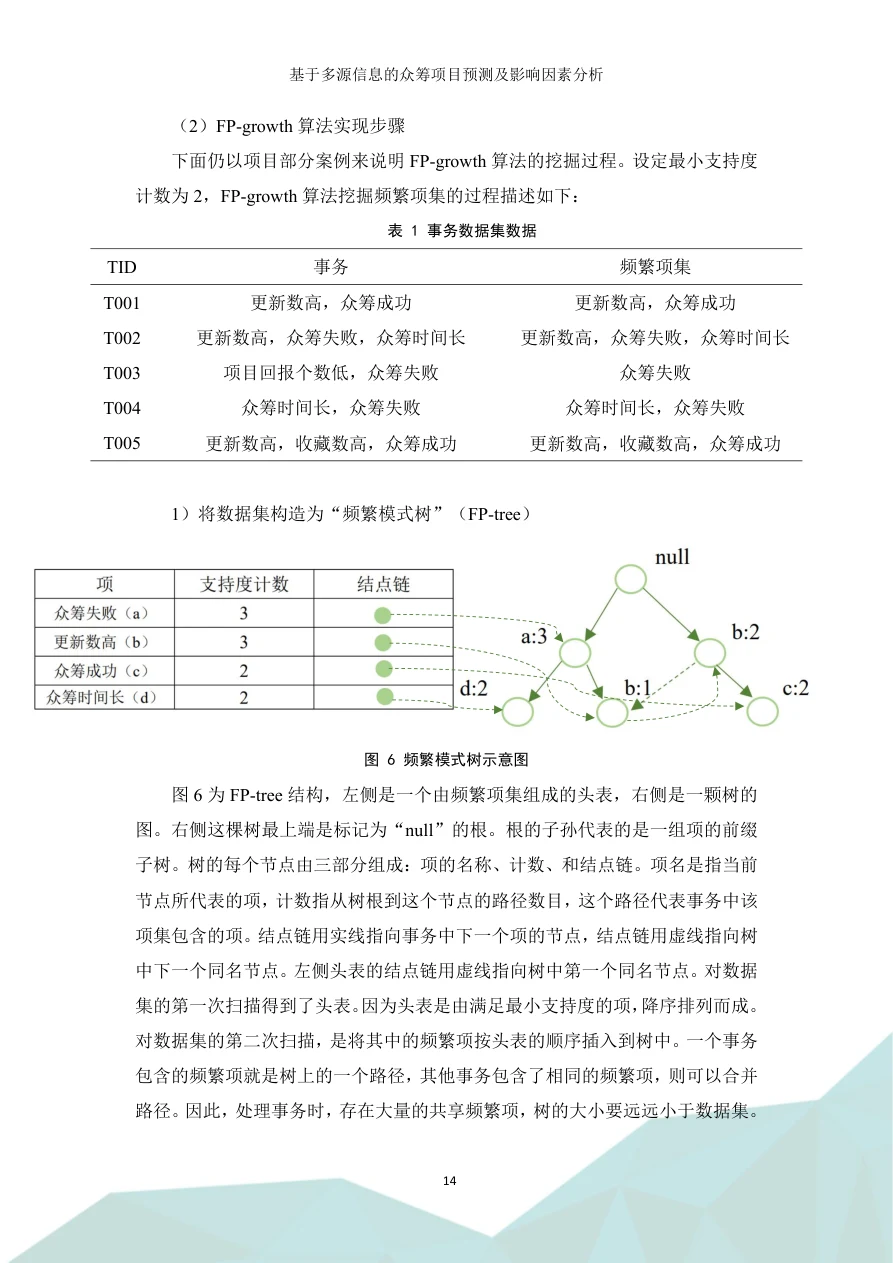 基于多源信息的众筹项目预测及影响因素分析
（2）FP-growth 算法实现步骤
下面仍以项目部分案例来说明 FP-growth 算法的挖掘过程。设定最小支持度
计数为 2，FP-growth 算法挖掘频繁项集的过程描述如下：
表 1 事务数据集数据
TID 事务 频繁项集
T001 更新数高，众筹成功 更新数高，众筹成功
T002 更新数高，众筹失败，众筹时间长 更新数高，众筹失败，众筹时间长
T003 项目回报个数低，众筹失败 众筹失败
T004 众筹时间长，众筹失败 众筹时间长，众筹失败
T005 更新数高，收藏数高，众筹成功 更新数高，收藏数高，众筹成功
1）将数据集构造为“频繁模式树”（FP-tree）
项 支持度计数 结点链
众筹失败（a） 3
更新数高（b） 3
众筹成功（c） 2
众筹时间长（d） 2
null
a:3
b:2
d:2
b:1
c:2
图 6 频繁模式树示意图
图 6 为 FP-tree 结构，左侧是一个由频繁项集组成的头表，右侧是一颗树的
图。右侧这棵树最上端是标记为“null”的根。根的子孙代表的是一组项的前缀
子树。树的每个节点由三部分组成：项的名称、计数、和结点链。项名是指当前
节点所代表的项，计数指从树根到这个节点的路径数目，这个路径代表事务中该
项集包含的项。结点链用实线指向事务中下一个项的节点，结点链用虚线指向树
中下一个同名节点。左侧头表的结点链用虚线指向树中第一个同名节点。对数据
集的第一次扫描得到了头表。因为头表是由满足最小支持度的项，降序排列而成。
对数据集的第二次扫描，是将其中的频繁项按头表的顺序插入到树中。一个事务
包含的频繁项就是树上的一个路径，其他事务包含了相同的频繁项，则可以合并
路径。因此，处理事务时，存在大量的共享频繁项，树的大小要远远小于数据集。
14